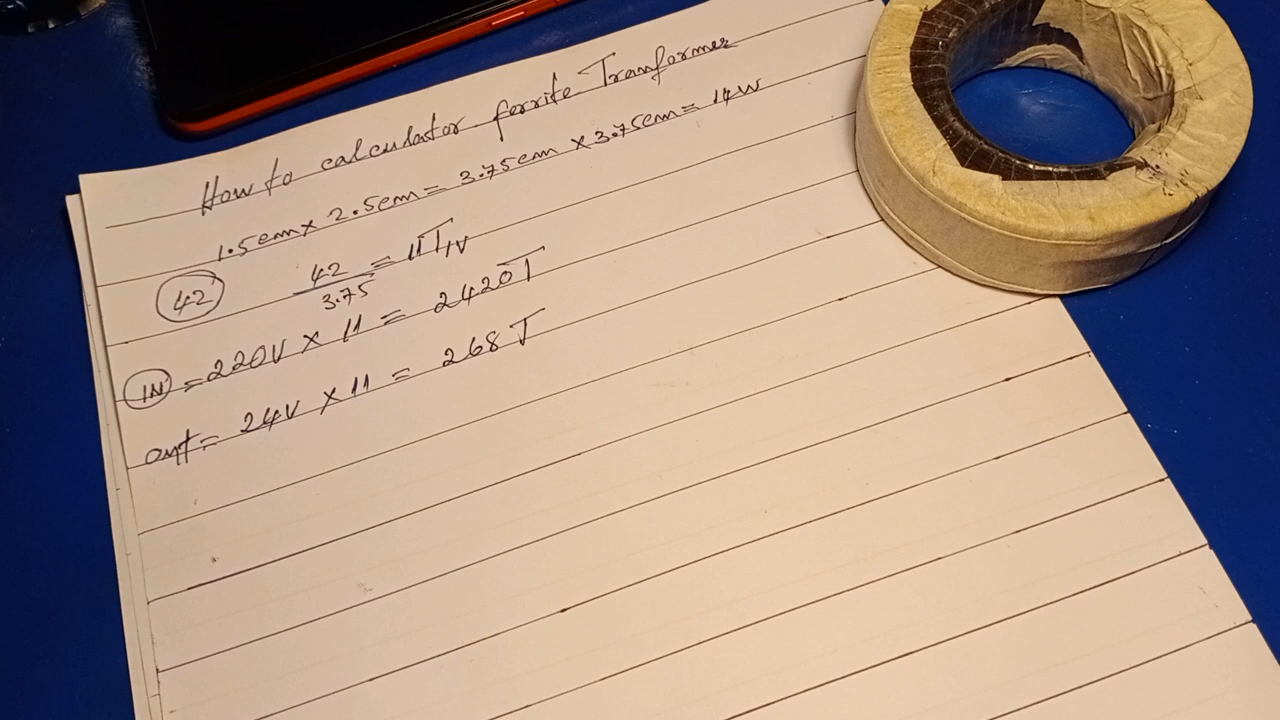 How to calculator ferrite Tranformer
1.5cm x 2.5cm = 3.75cm x 3.75cm = 14W
42 42/3.75 = 11T/V
IN = 220V x 11 = 2420T
out = 24V x 11 = 268T